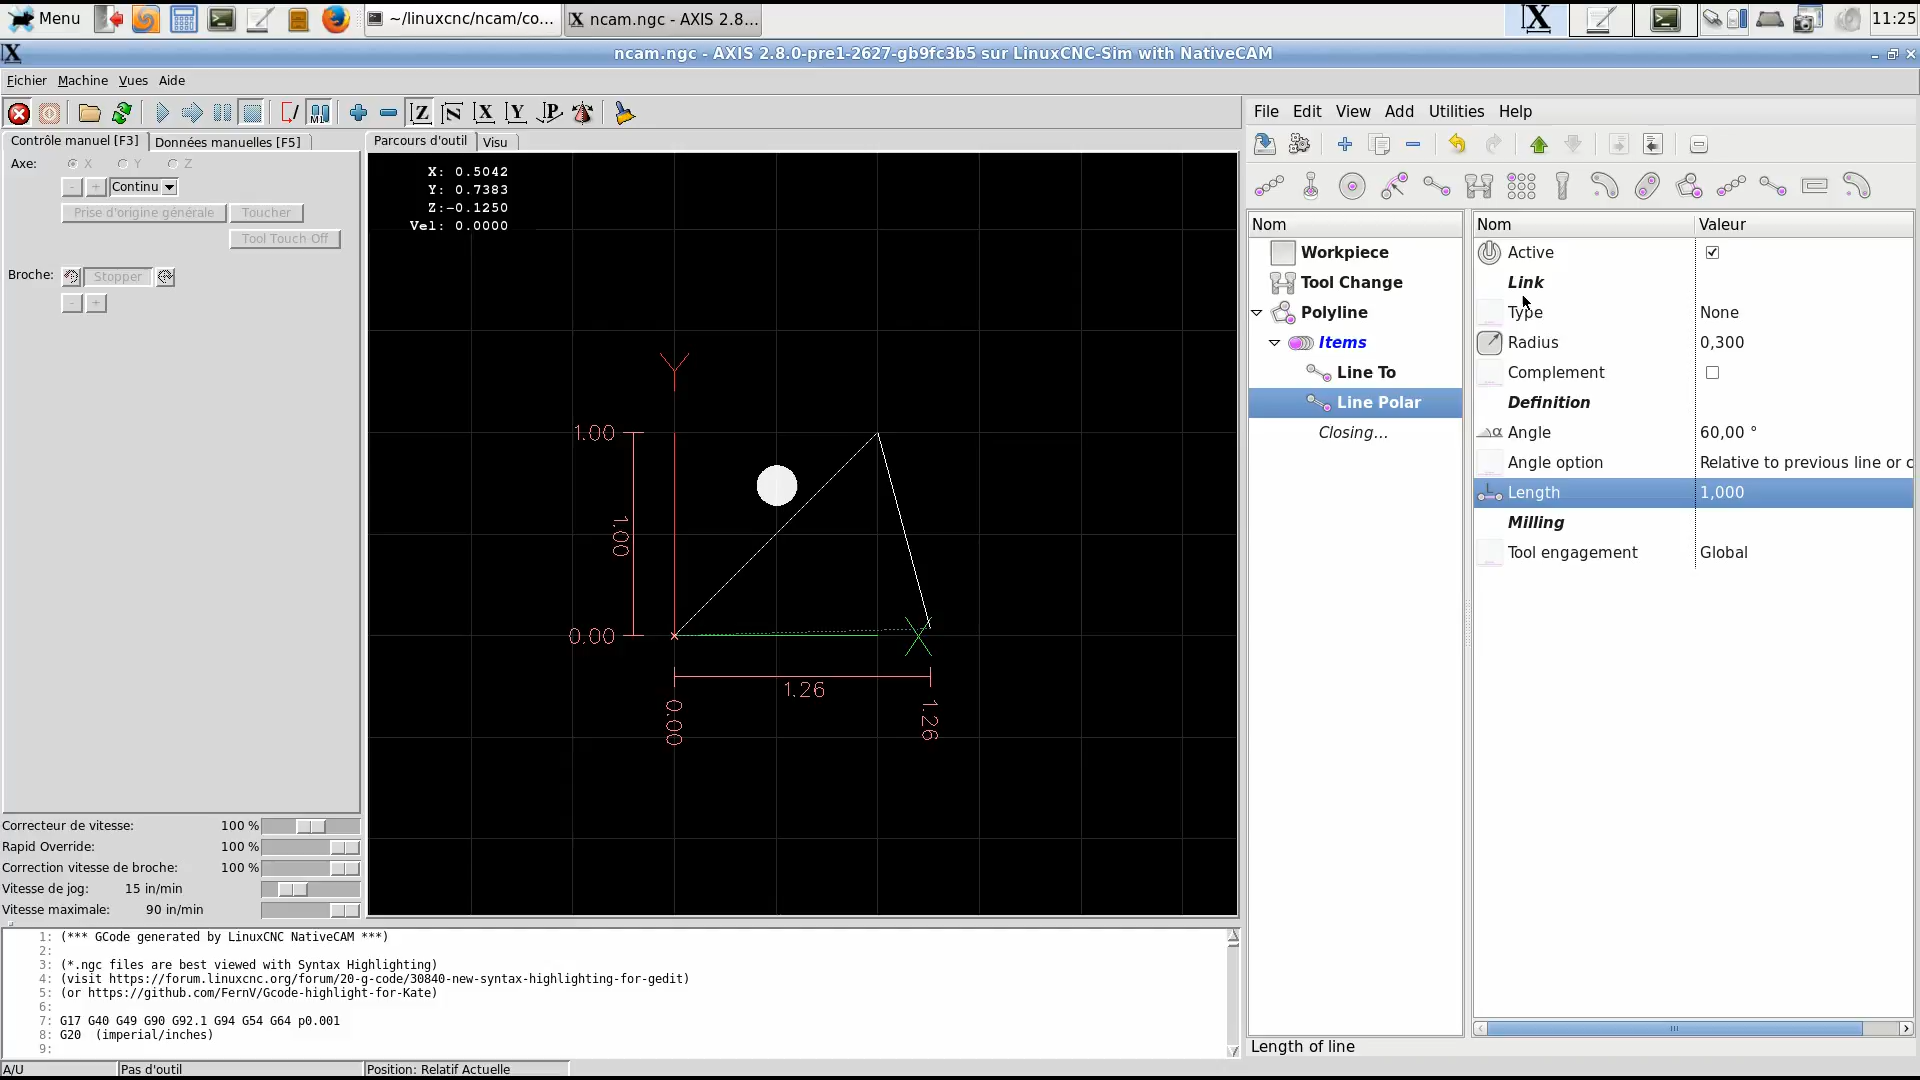 Menu
~/linuxcnc/ncam/co...
X ncam.ngc - AXIS 2.8...
11:25
ncam.ngc - AXIS 2.8.0-pre1-2627-gb9fc3b5 sur LinuxCNC-Sim with NativeCAM
Fichier Machine Vues Aide
Contrôle manuel [F3]
Données manuelles [F5]
Axe: X Y Z
- + Continu
Prise d'origine générale Toucher
Tool Touch Off
Broche: Stopper
- +
Parcours d'outil Visu
X: 0.5042
Y: 0.7383
Z:-0.1250
Vel: 0.0000
Y
1.00
1.00
0.00
X
1.26
0.00
1.26
Correcteur de vitesse: 100 %
Rapid Override: 100 %
Correction vitesse de broche: 100 %
Vitesse de jog: 15 in/min
Vitesse maximale: 90 in/min
1: (*** GCode generated by LinuxCNC NativeCAM ***)
2:
3: (*.ngc files are best viewed with Syntax Highlighting)
4: (visit https://forum.linuxcnc.org/forum/20-g-code/30840-new-syntax-highlighting-for-gedit)
5: (or https://github.com/FernV/Gcode-highlight-for-Kate)
6:
7: G17 G40 G49 G90 G92.1 G94 G54 G64 p0.001
8: G20 (imperial/inches)
9:
A/U
Pas d'outil
Position: Relatif Actuelle
File Edit View Add Utilities Help
Nom
Workpiece
Tool Change
Polyline
Items
Line To
Line Polar
Closing...
Nom Valeur
Active
Link
Type None
Radius 0,300
Complement
Definition
Angle 60,00 °
Angle option Relative to previous line or c
Length 1,000
Milling
Tool engagement Global
Length of line